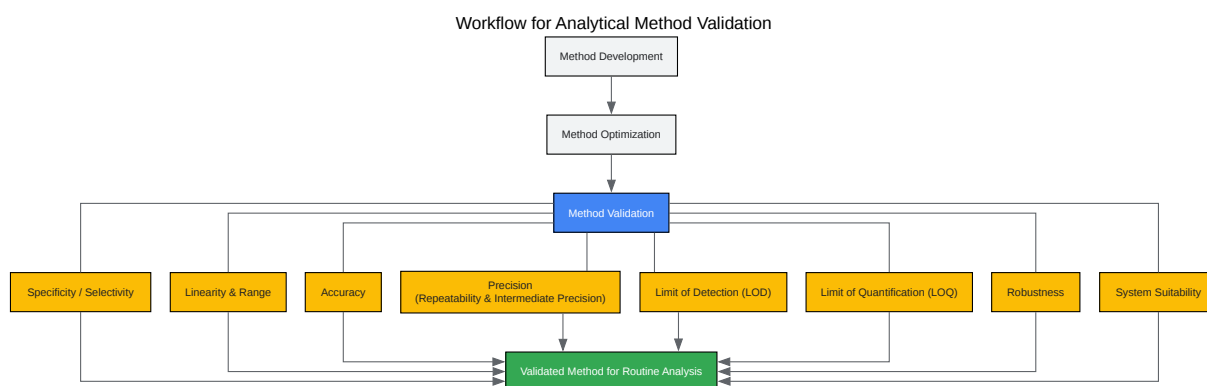 Workflow for Analytical Method Validation
Method Development
Method Optimization
Method Validation
Specificity / Selectivity
Linearity & Range
Accuracy
Precision
(Repeatability & Intermediate Precision)
Limit of Detection (LOD)
Limit of Quantification (LOQ)
Robustness
System Suitability
Validated Method for Routine Analysis